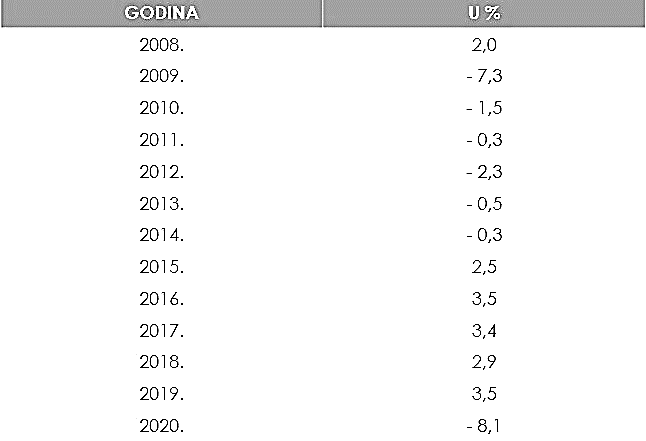 GODINA U %
2008. 2,0
2009. - 7,3
2010. - 1,5
2011. - 0,3
2012. - 2,3
2013. - 0,5
2014. - 0,3
2015. 2,5
2016. 3,5
2017. 3,4
2018. 2,9
2019. 3,5
2020. - 8,1